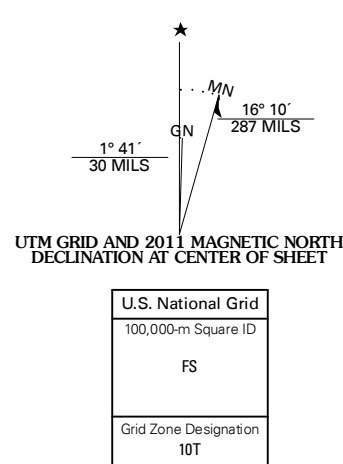 MN
GN
16° 10´
287 MILS
1° 41´
30 MILS
UTM GRID AND 2011 MAGNETIC NORTH
DECLINATION AT CENTER OF SHEET
U.S. National Grid
100,000-m Square ID
FS
Grid Zone Designation
10T